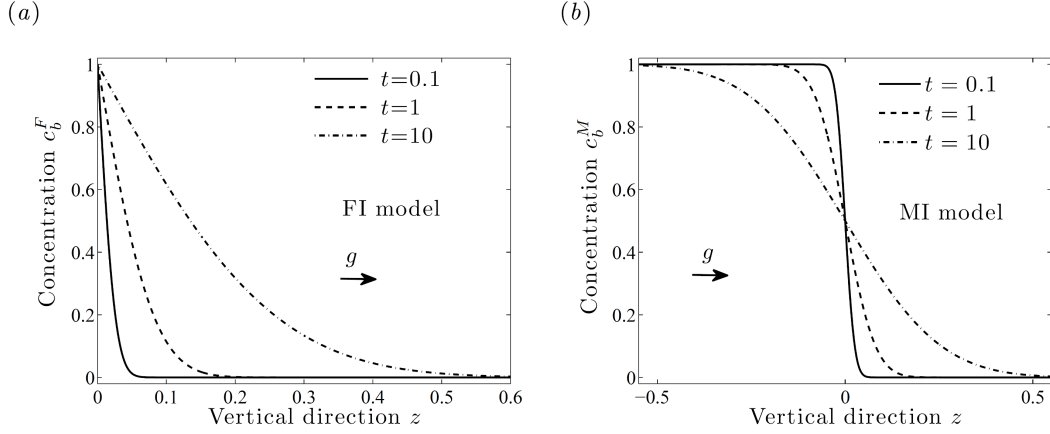 (a)
1
0.8
0.6
0.4
0.2
0
Concentration c_b^F
t=0.1
t=1
t=10
FI model
g
0 0.1 0.2 0.3 0.4 0.5 0.6
Vertical direction z
(b)
1
0.8
0.6
0.4
0.2
0
Concentration c_b^M
t = 0.1
t = 1
t = 10
MI model
g
−0.5 0 0.5
Vertical direction z